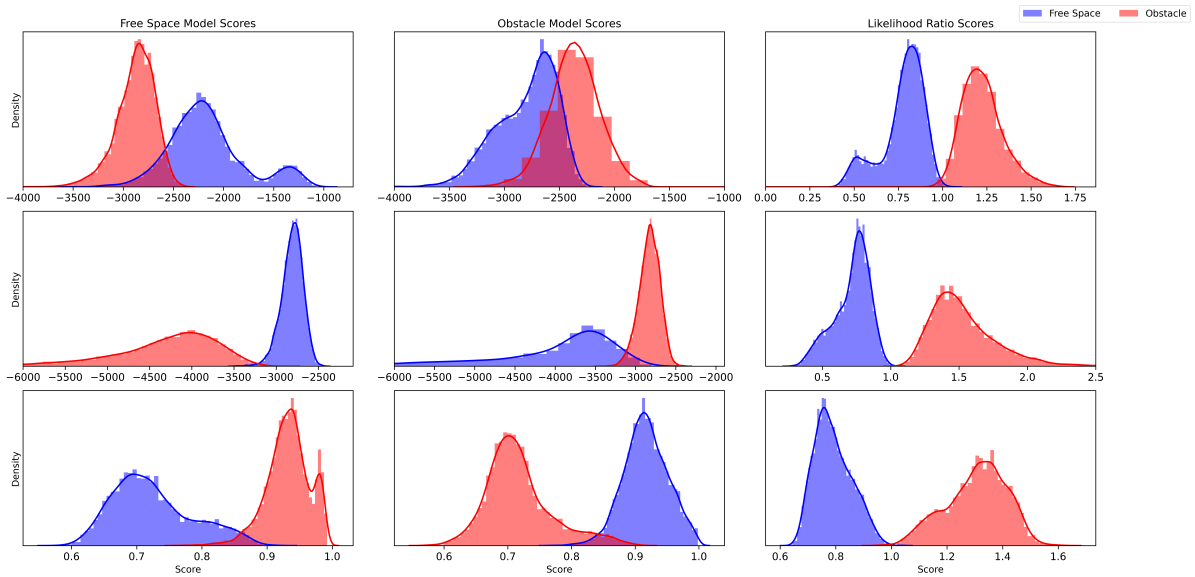 Free Space Obstacle
Free Space Model Scores Obstacle Model Scores Likelihood Ratio Scores
Density
−4000 −3500 −3000 −2500 −2000 −1500 −1000
−4000 −3500 −3000 −2500 −2000 −1500 −1000
0.00 0.25 0.50 0.75 1.00 1.25 1.50 1.75
Density
−6000 −5500 −5000 −4500 −4000 −3500 −3000 −2500
−6000 −5500 −5000 −4500 −4000 −3500 −3000 −2500 −2000
0.5 1.0 1.5 2.0 2.5
Density
0.6 0.7 0.8 0.9 1.0
0.6 0.7 0.8 0.9 1.0
0.6 0.8 1.0 1.2 1.4 1.6
Score Score Score